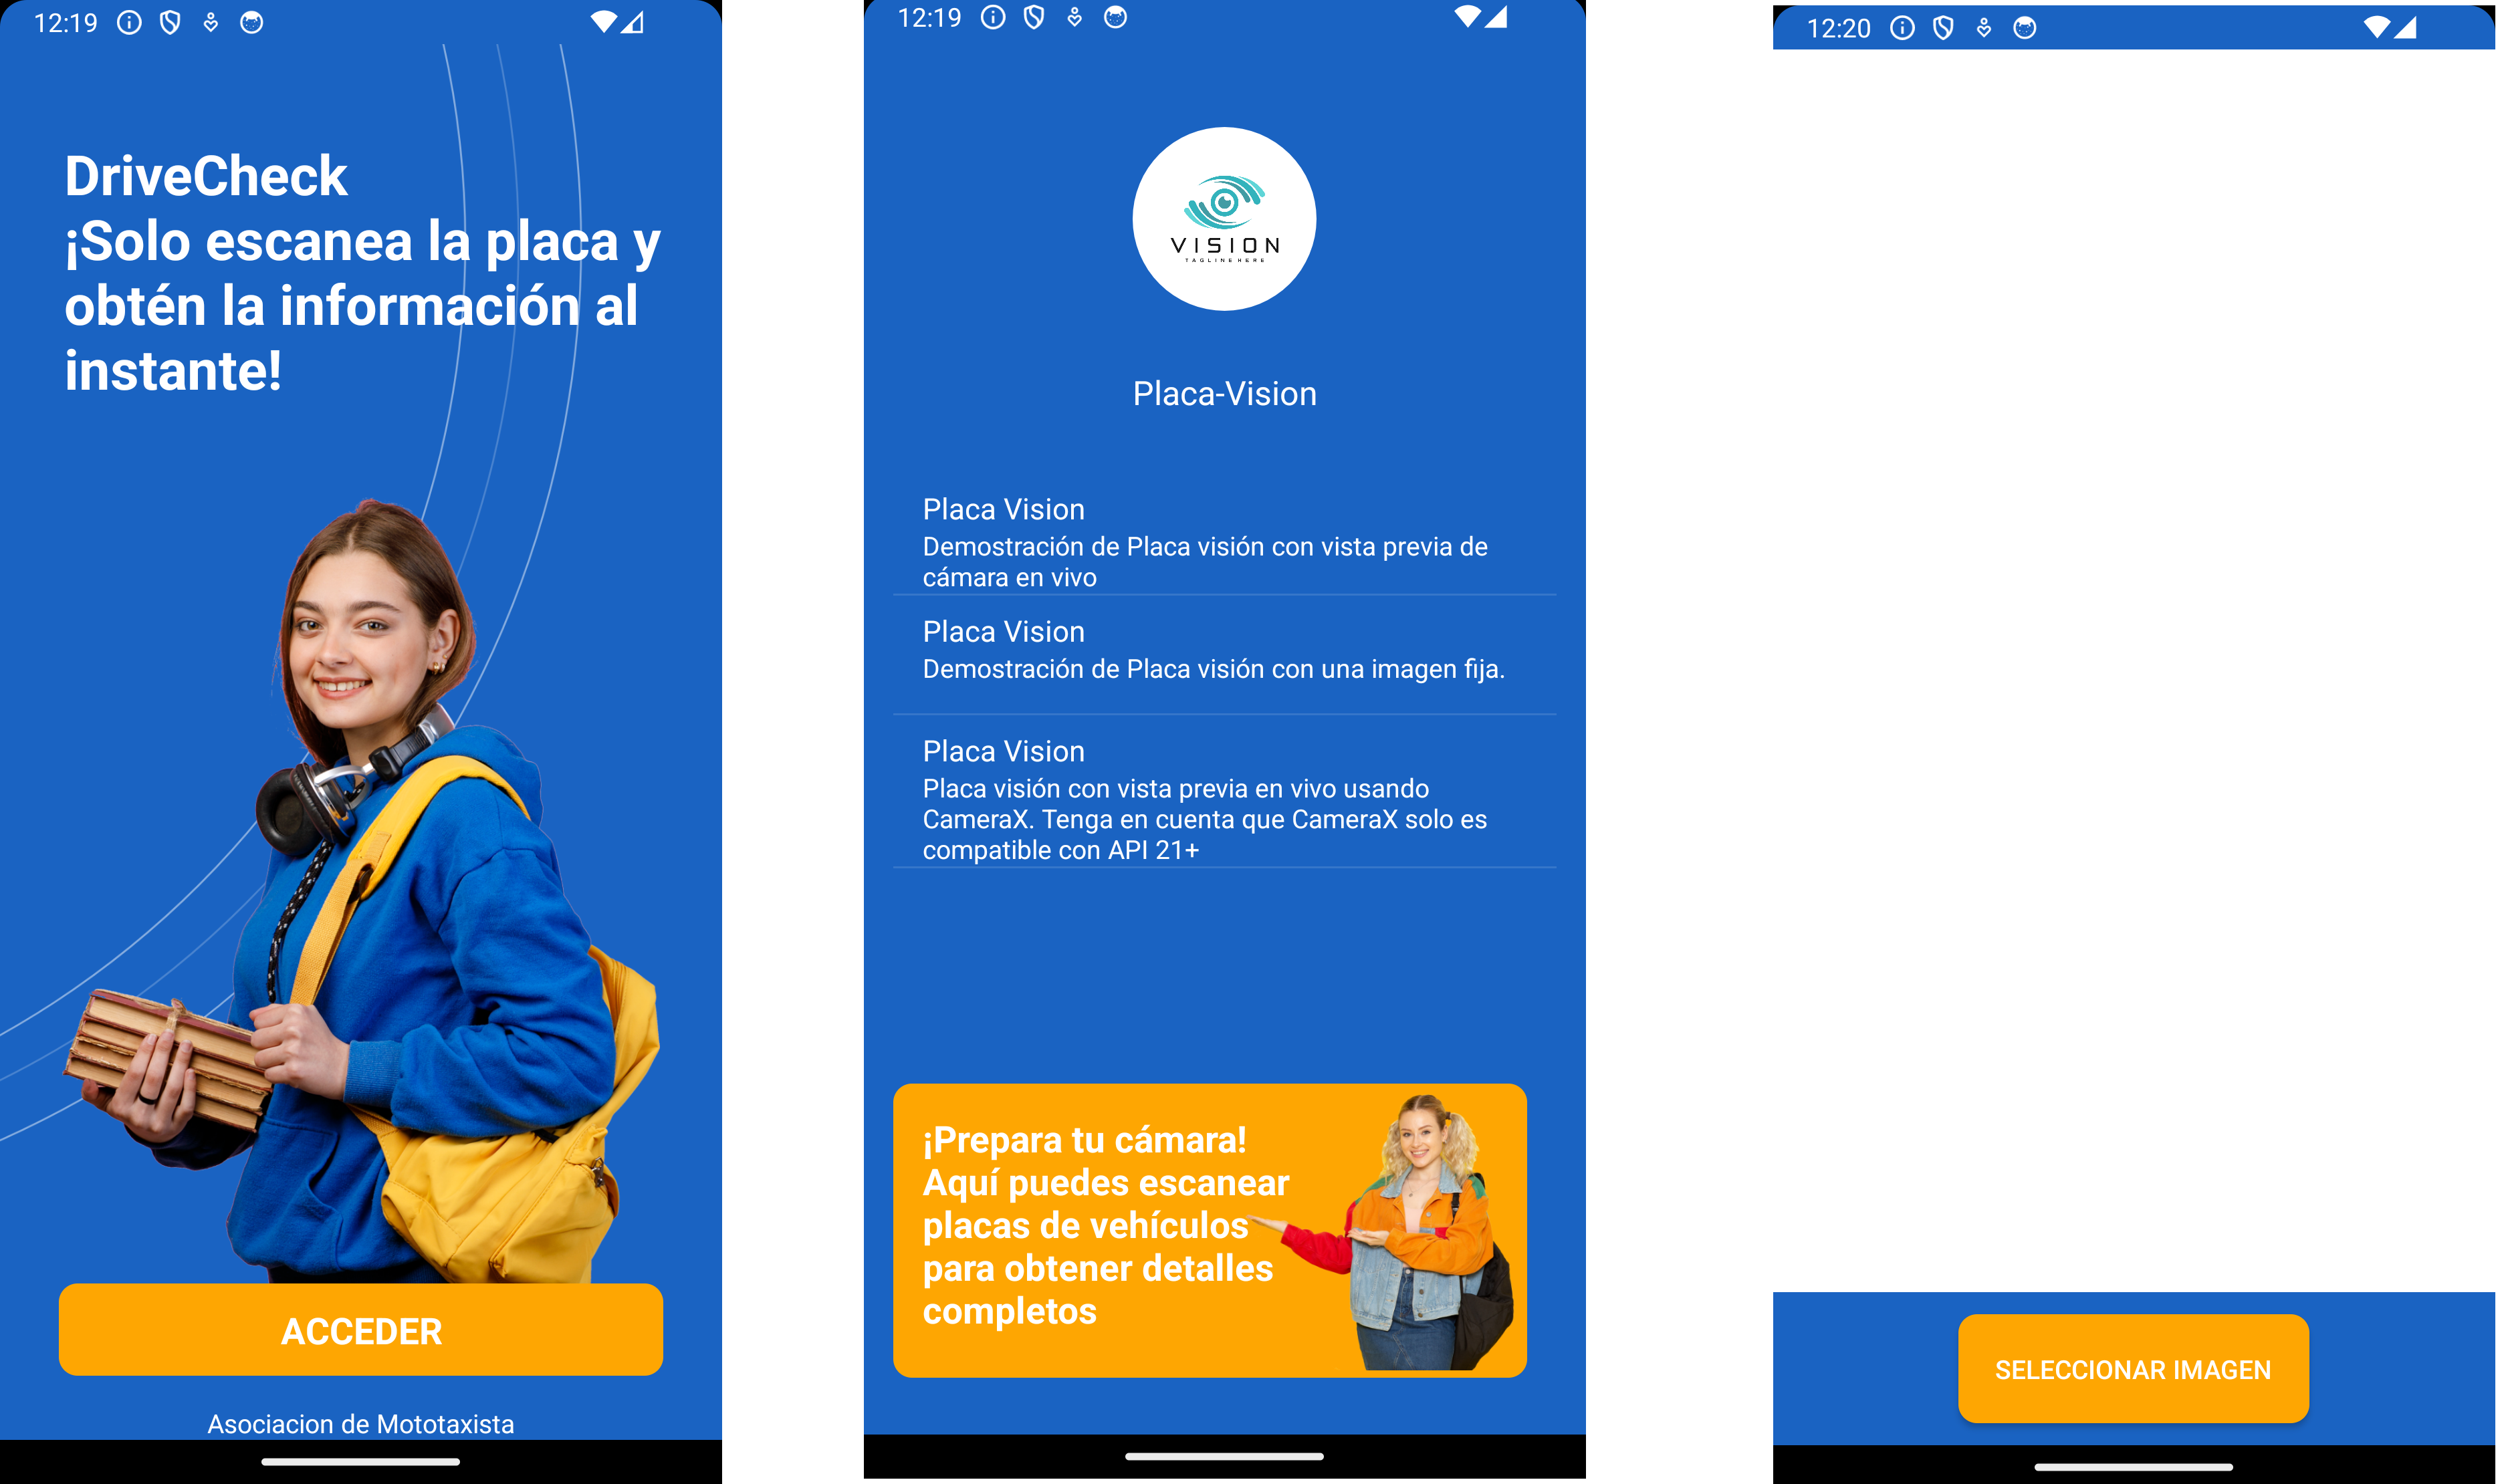 12:19
DriveCheck
¡Solo escanea la placa y
obtén la información al
instante!
ACCEDER
Asociacion de Mototaxista
12:19
VISION
TAGLINE HERE
Placa-Vision
Placa Vision
Demostración de Placa visión con vista previa de
cámara en vivo
Placa Vision
Demostración de Placa visión con una imagen fija.
Placa Vision
Placa visión con vista previa en vivo usando
CameraX. Tenga en cuenta que CameraX solo es
compatible con API 21+
¡Prepara tu cámara!
Aquí puedes escanear
placas de vehículos
para obtener detalles
completos
12:20
SELECCIONAR IMAGEN